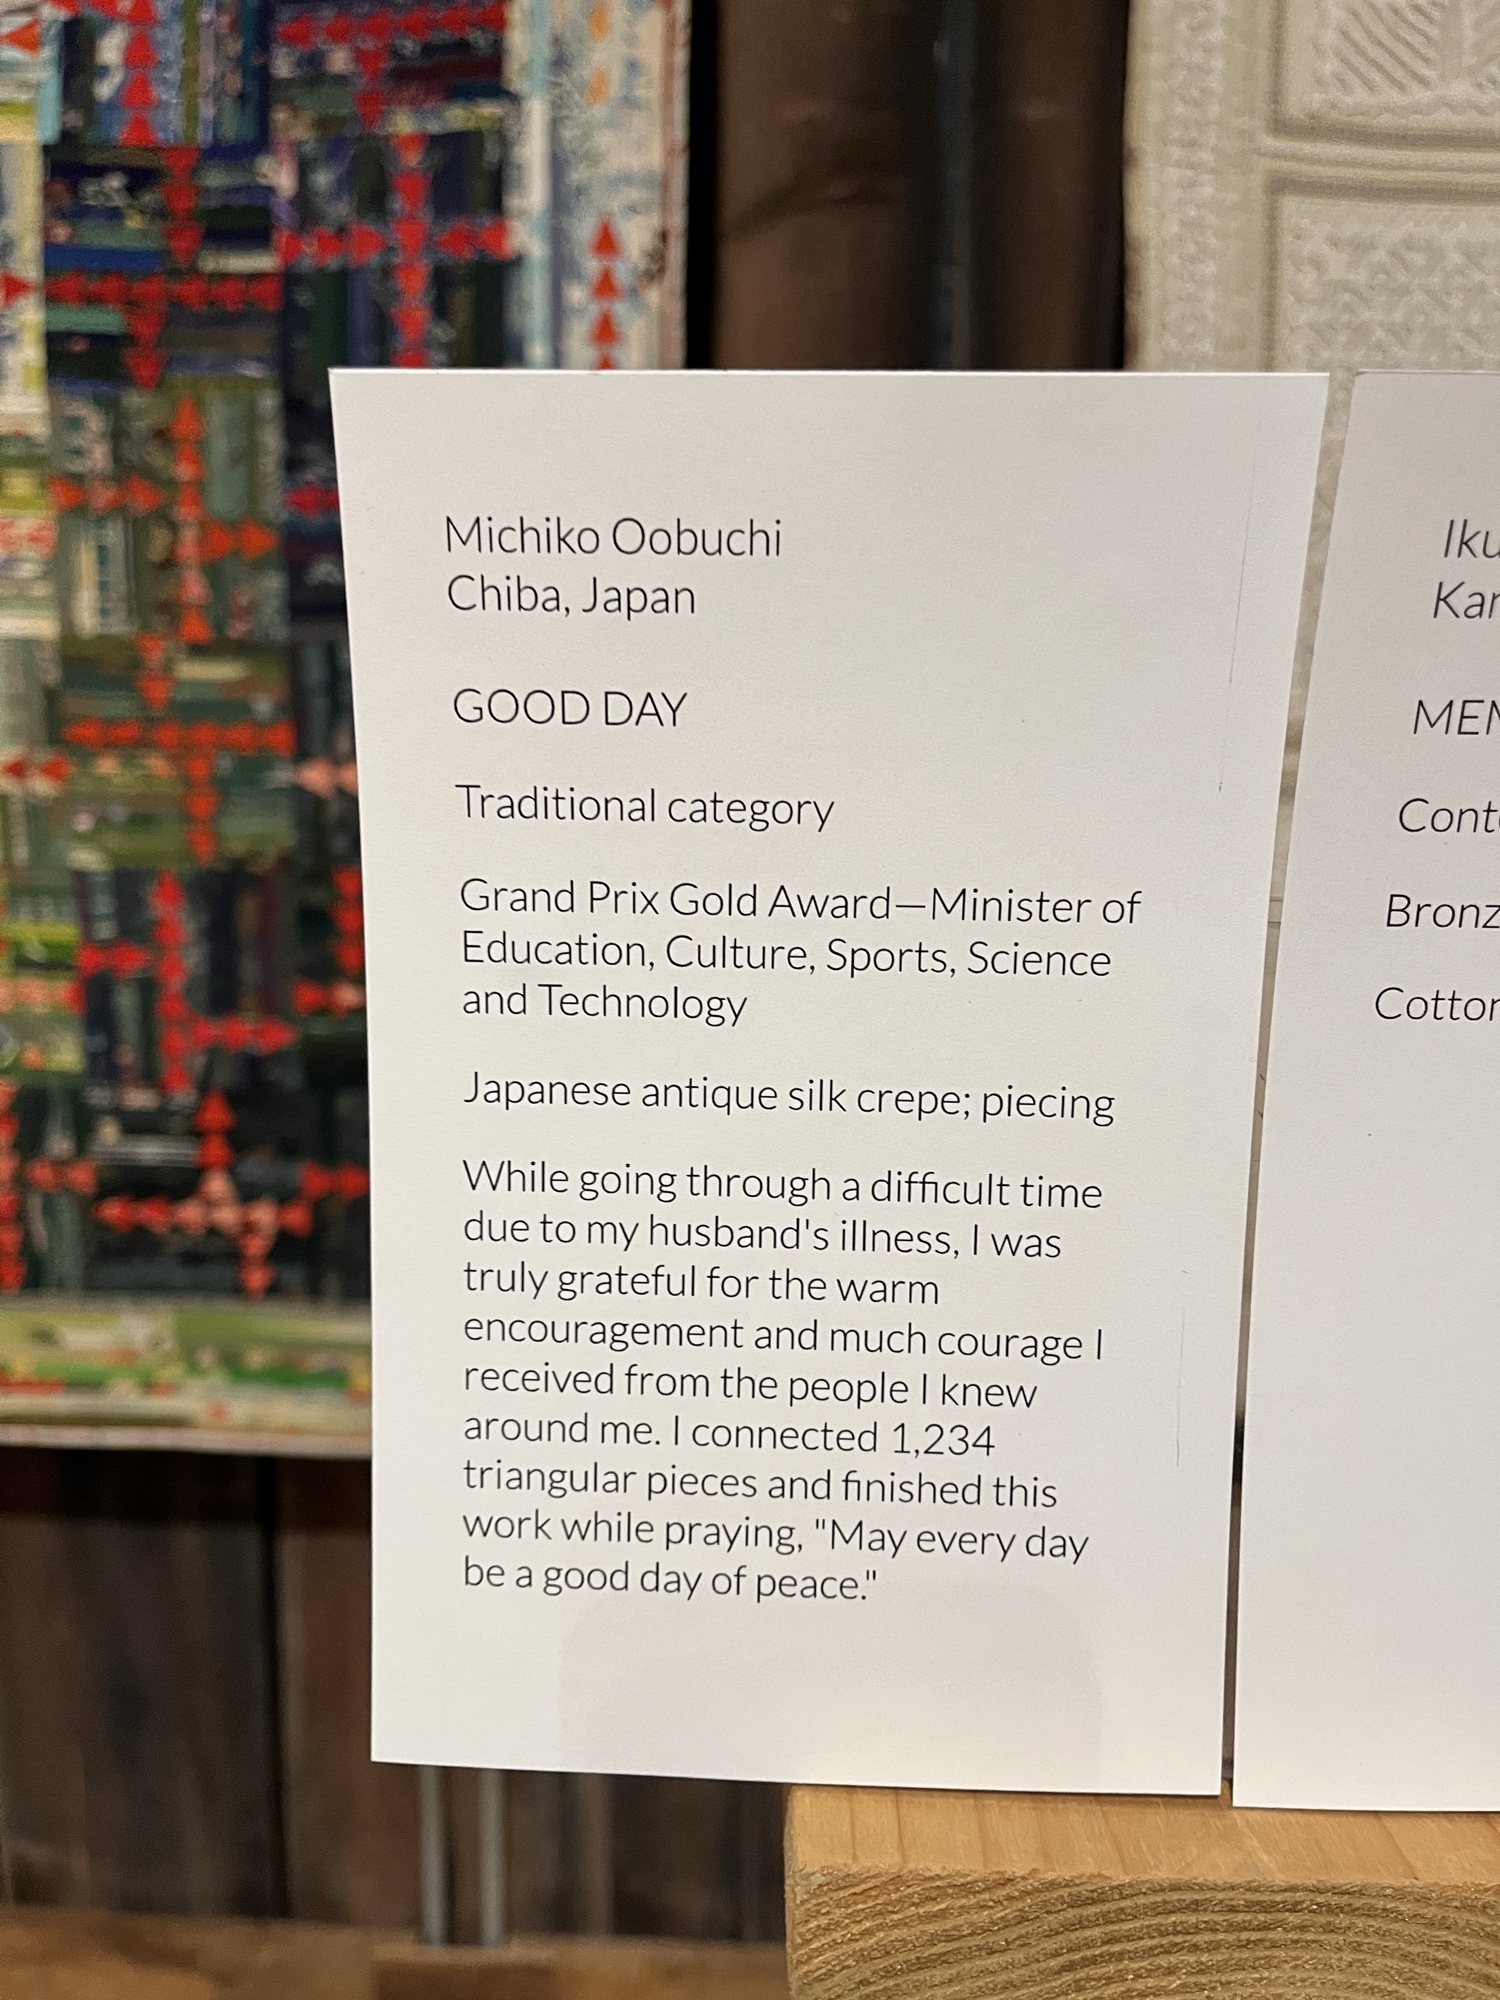 Michiko Oobuchi
Chiba, Japan
GOOD DAY
Traditional category
Grand Prix Gold Award—Minister of
Education, Culture, Sports, Science
and Technology
Japanese antique silk crepe; piecing
While going through a difficult time
due to my husband's illness, I was
truly grateful for the warm
encouragement and much courage I
received from the people I knew
around me. I connected 1,234
triangular pieces and finished this
work while praying, "May every day
be a good day of peace."